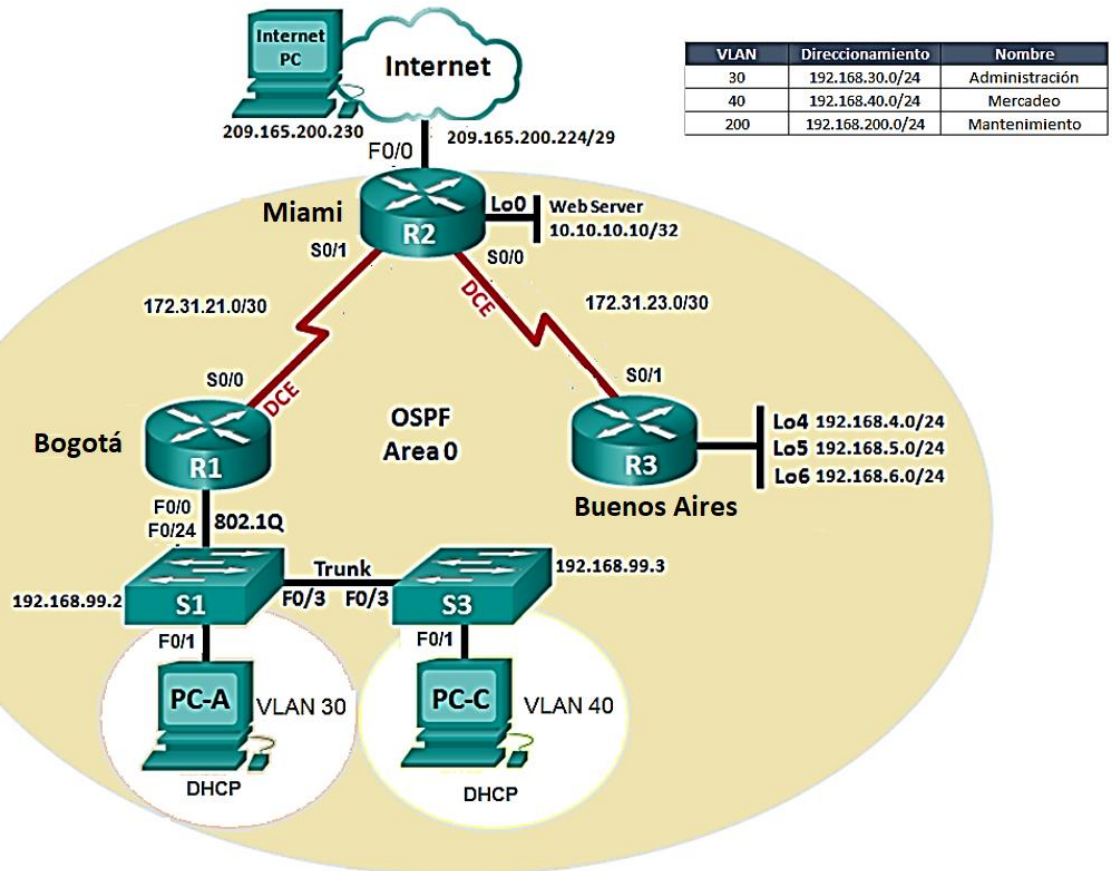 Internet
PC
Internet
209.165.200.230
209.165.200.224/29
VLAN Direccionamiento Nombre
30 192.168.30.0/24 Administración
40 192.168.40.0/24 Mercadeo
200 192.168.200.0/24 Mantenimiento
F0/0
Miami
R2
Lo0
Web Server
10.10.10.10/32
S0/1
S0/0
DCE
172.31.21.0/30
172.31.23.0/30
S0/0
DCE
S0/1
Bogotá
R1
OSPF
Area 0
R3
Buenos Aires
Lo4 192.168.4.0/24
Lo5 192.168.5.0/24
Lo6 192.168.6.0/24
F0/0
F0/24
802.1Q
192.168.99.2
S1
Trunk
F0/3 F0/3
S3
192.168.99.3
F0/1
F0/1
PC-A
VLAN 30
DHCP
PC-C
VLAN 40
DHCP